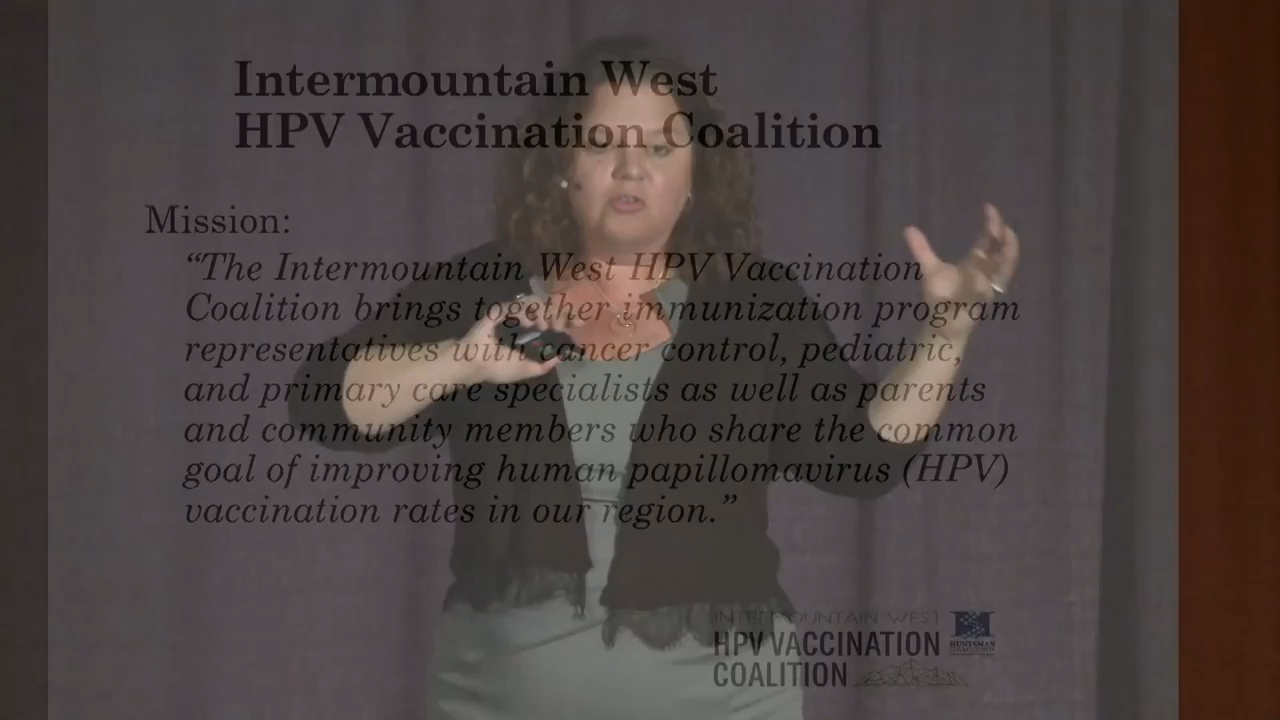 Intermountain West
HPV Vaccination Coalition
Mission:
“The Intermountain West HPV Vaccination
Coalition brings together immunization program
representatives with cancer control, pediatric,
and primary care specialists as well as parents
and community members who share the common
goal of improving human papillomavirus (HPV)
vaccination rates in our region.”
INTERMOUNTAIN WEST
HPV VACCINATION
COALITION
HUNTSMAN